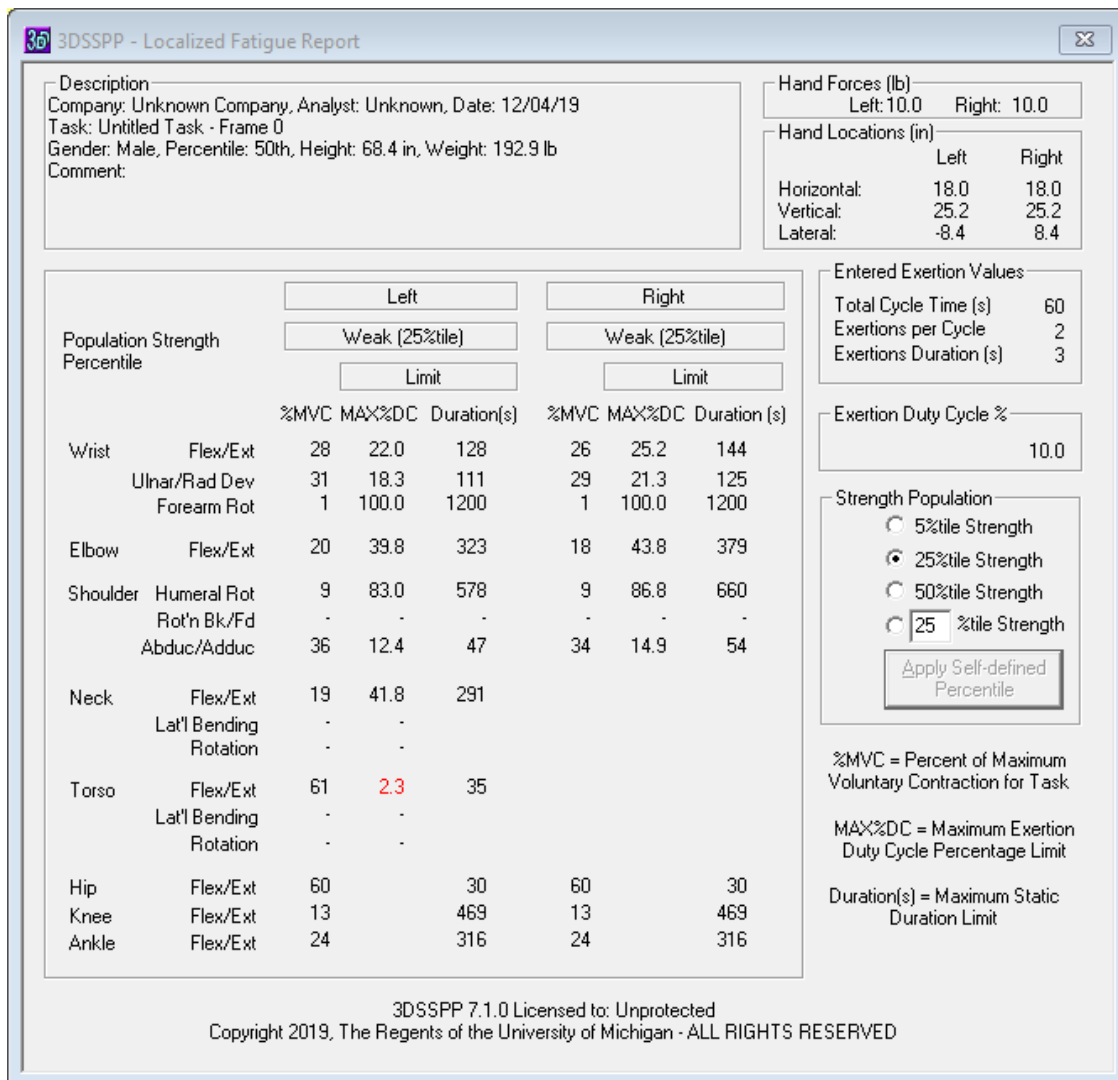 3D 3DSSPP - Localized Fatigue Report
Description
Company: Unknown Company, Analyst: Unknown, Date: 12/04/19
Task: Untitled Task - Frame 0
Gender: Male, Percentile: 50th, Height: 68.4 in, Weight: 192.9 lb
Comment:
Hand Forces (lb)
Left: 10.0 Right: 10.0
Hand Locations (in)
Left Right
Horizontal: 18.0 18.0
Vertical: 25.2 25.2
Lateral: -8.4 8.4
Left Right
Population Strength
Percentile
Weak (25%tile) Weak (25%tile)
Limit Limit
%MVC MAX%DC Duration(s) %MVC MAX%DC Duration (s)
Wrist Flex/Ext 28 22.0 128 26 25.2 144
Ulnar/Rad Dev 31 18.3 111 29 21.3 125
Forearm Rot 1 100.0 1200 1 100.0 1200
Elbow Flex/Ext 20 39.8 323 18 43.8 379
Shoulder Humeral Rot 9 83.0 578 9 86.8 660
Rot'n Bk/Fd - - - - - -
Abduc/Adduc 36 12.4 47 34 14.9 54
Neck Flex/Ext 19 41.8 291
Lat'l Bending - -
Rotation - -
Torso Flex/Ext 61 2.3 35
Lat'l Bending - -
Rotation - -
Hip Flex/Ext 60 30 60 30
Knee Flex/Ext 13 469 13 469
Ankle Flex/Ext 24 316 24 316
Entered Exertion Values
Total Cycle Time (s) 60
Exertions per Cycle 2
Exertions Duration (s) 3
Exertion Duty Cycle %
10.0
Strength Population
5%tile Strength
25%tile Strength
50%tile Strength
25 %tile Strength
Apply Self-defined
Percentile
%MVC = Percent of Maximum
Voluntary Contraction for Task
MAX%DC = Maximum Exertion
Duty Cycle Percentage Limit
Duration(s) = Maximum Static
Duration Limit
3DSSPP 7.1.0 Licensed to: Unprotected
Copyright 2019, The Regents of the University of Michigan - ALL RIGHTS RESERVED